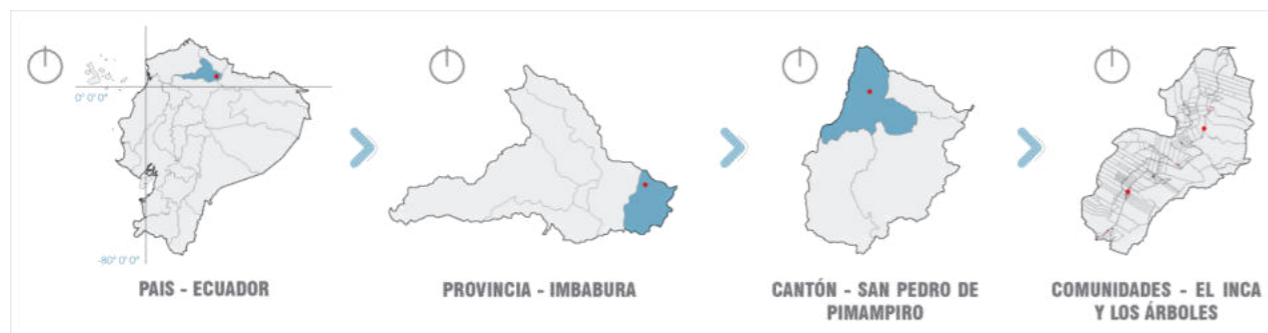 0° 0' 0"
-80° 0' 0"
PAIS - ECUADOR
PROVINCIA - IMBABURA
CANTÓN - SAN PEDRO DE
PIMAMPIRO
COMUNIDADES - EL INCA
Y LOS ÁRBOLES